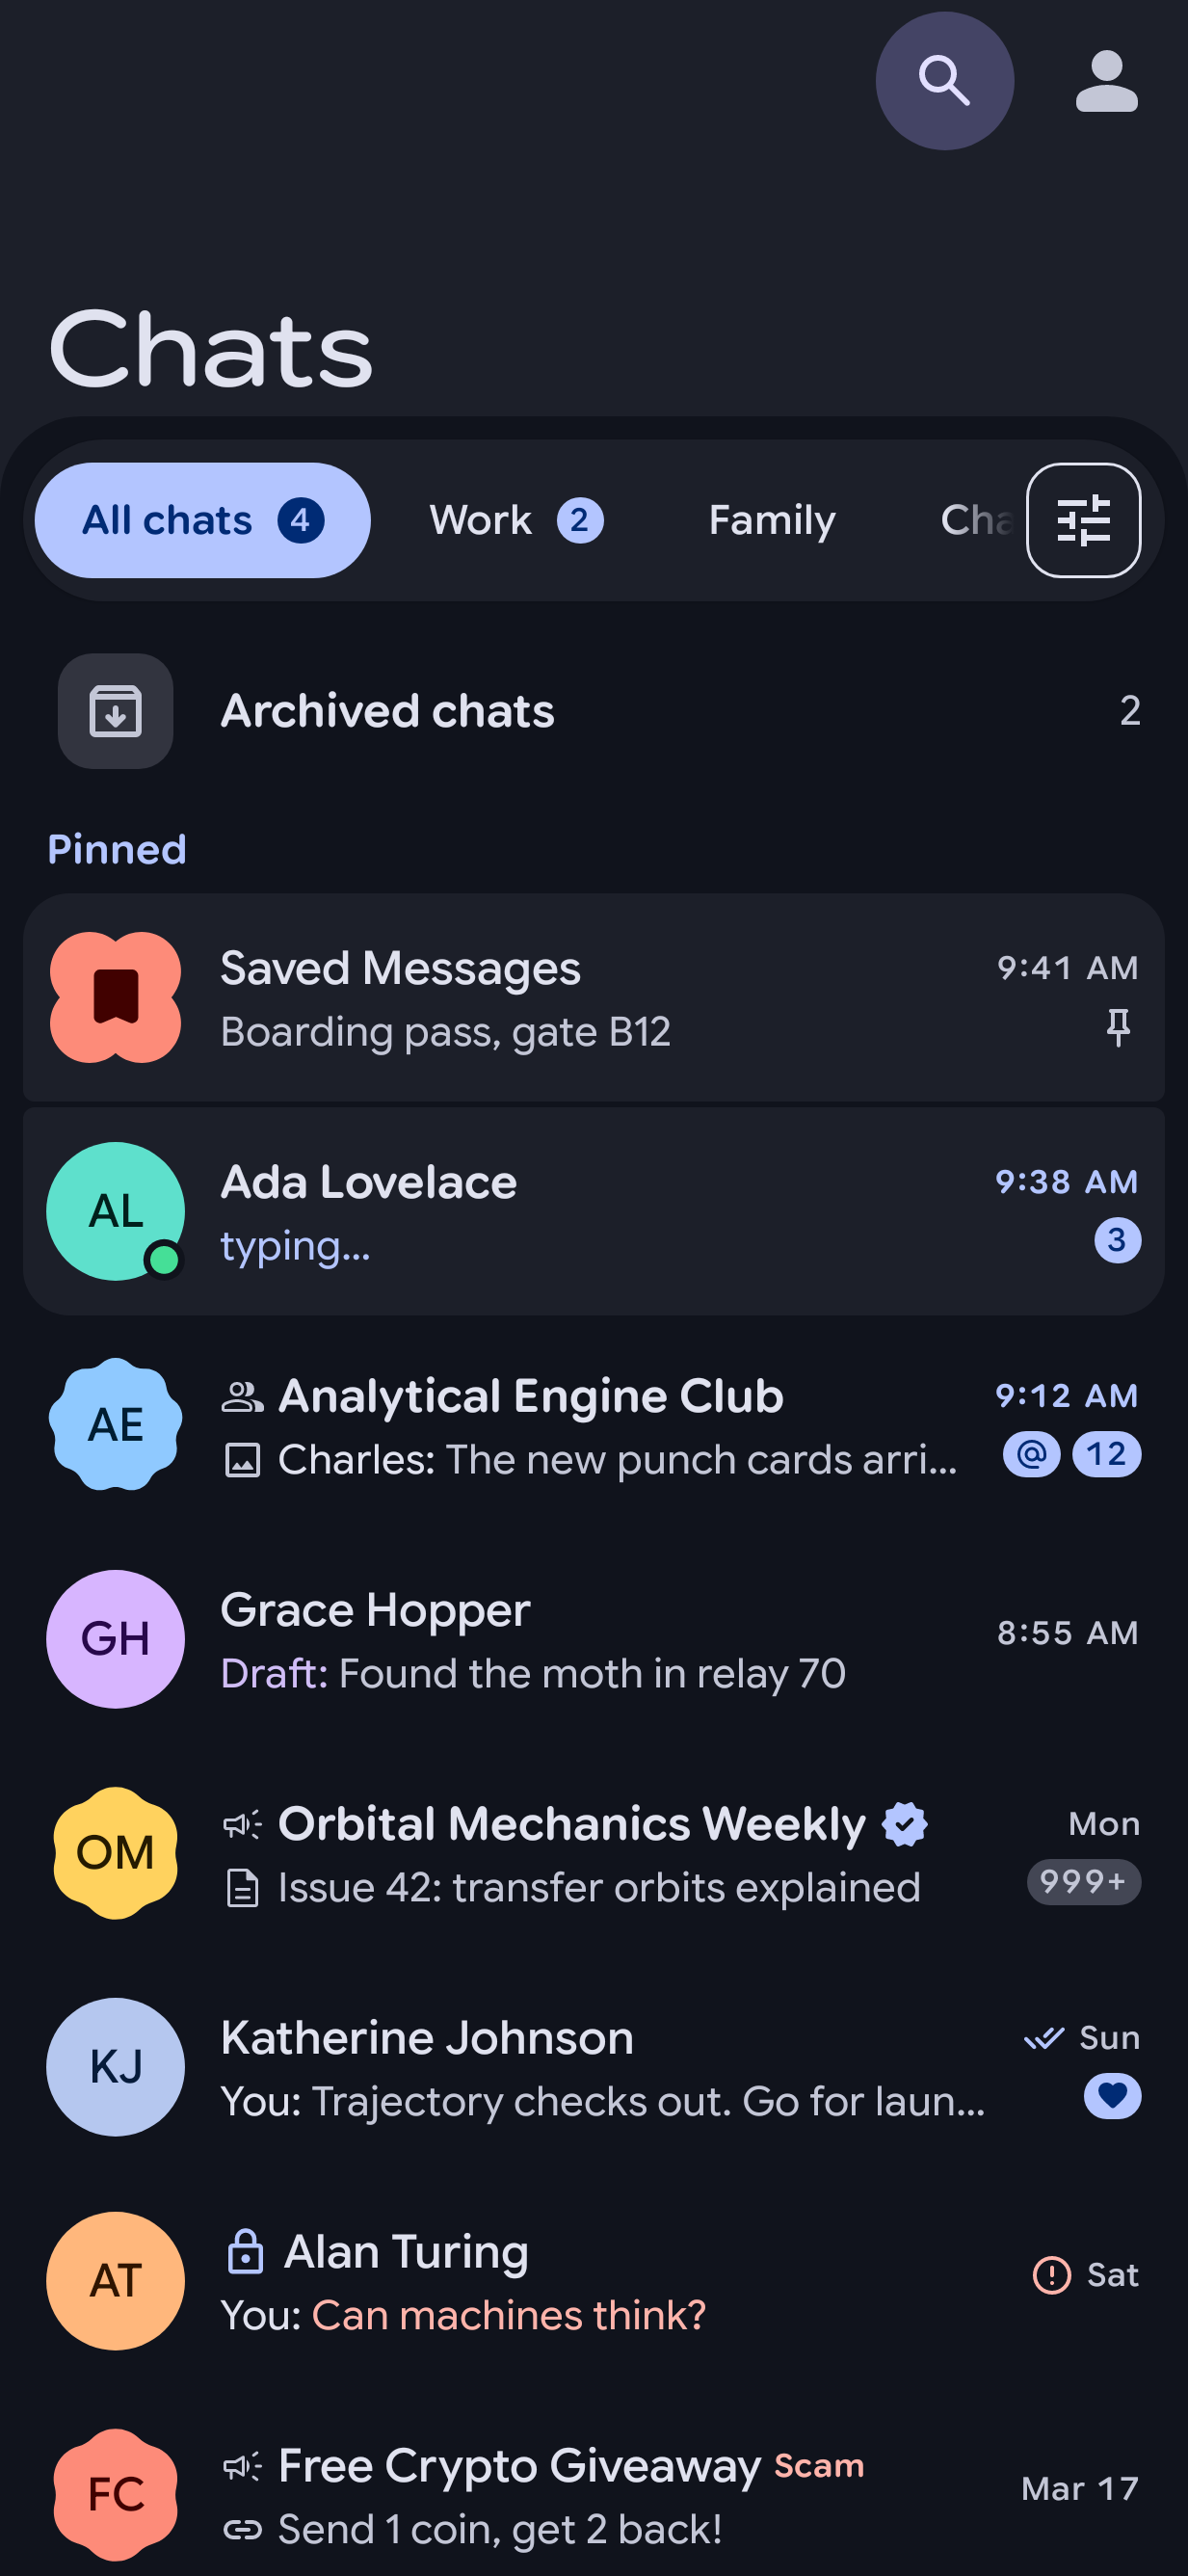 Chats
All chats 4 Work 2 Family Cha
Archived chats 2
Pinned
Saved Messages 9:41 AM
Boarding pass, gate B12
AL Ada Lovelace 9:38 AM
typing... 3
AE Analytical Engine Club 9:12 AM
Charles: The new punch cards arri... @ 12
GH Grace Hopper 8:55 AM
Draft: Found the moth in relay 70
OM Orbital Mechanics Weekly Mon
Issue 42: transfer orbits explained 999+
KJ Katherine Johnson Sun
You: Trajectory checks out. Go for laun...
AT Alan Turing Sat
You: Can machines think?
FC Free Crypto Giveaway Scam Mar 17
Send 1 coin, get 2 back!